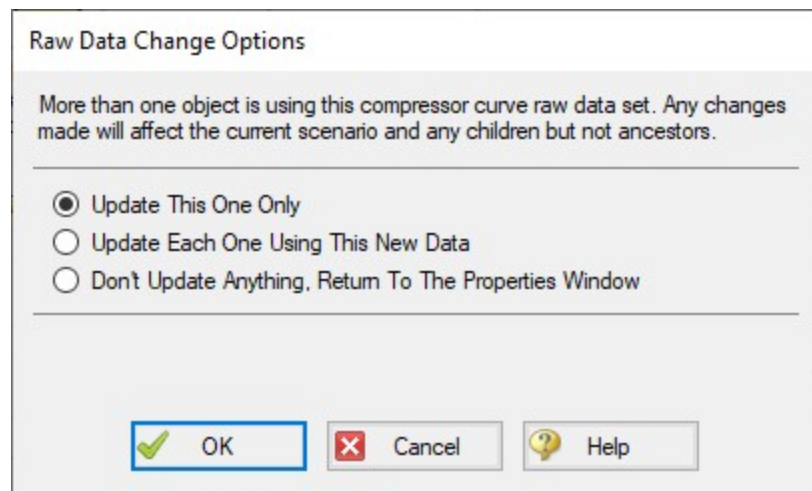 Raw Data Change Options
More than one object is using this compressor curve raw data set. Any changes
made will affect the current scenario and any children but not ancestors.
Update This One Only
Update Each One Using This New Data
Don't Update Anything, Return To The Properties Window
OK
Cancel
Help